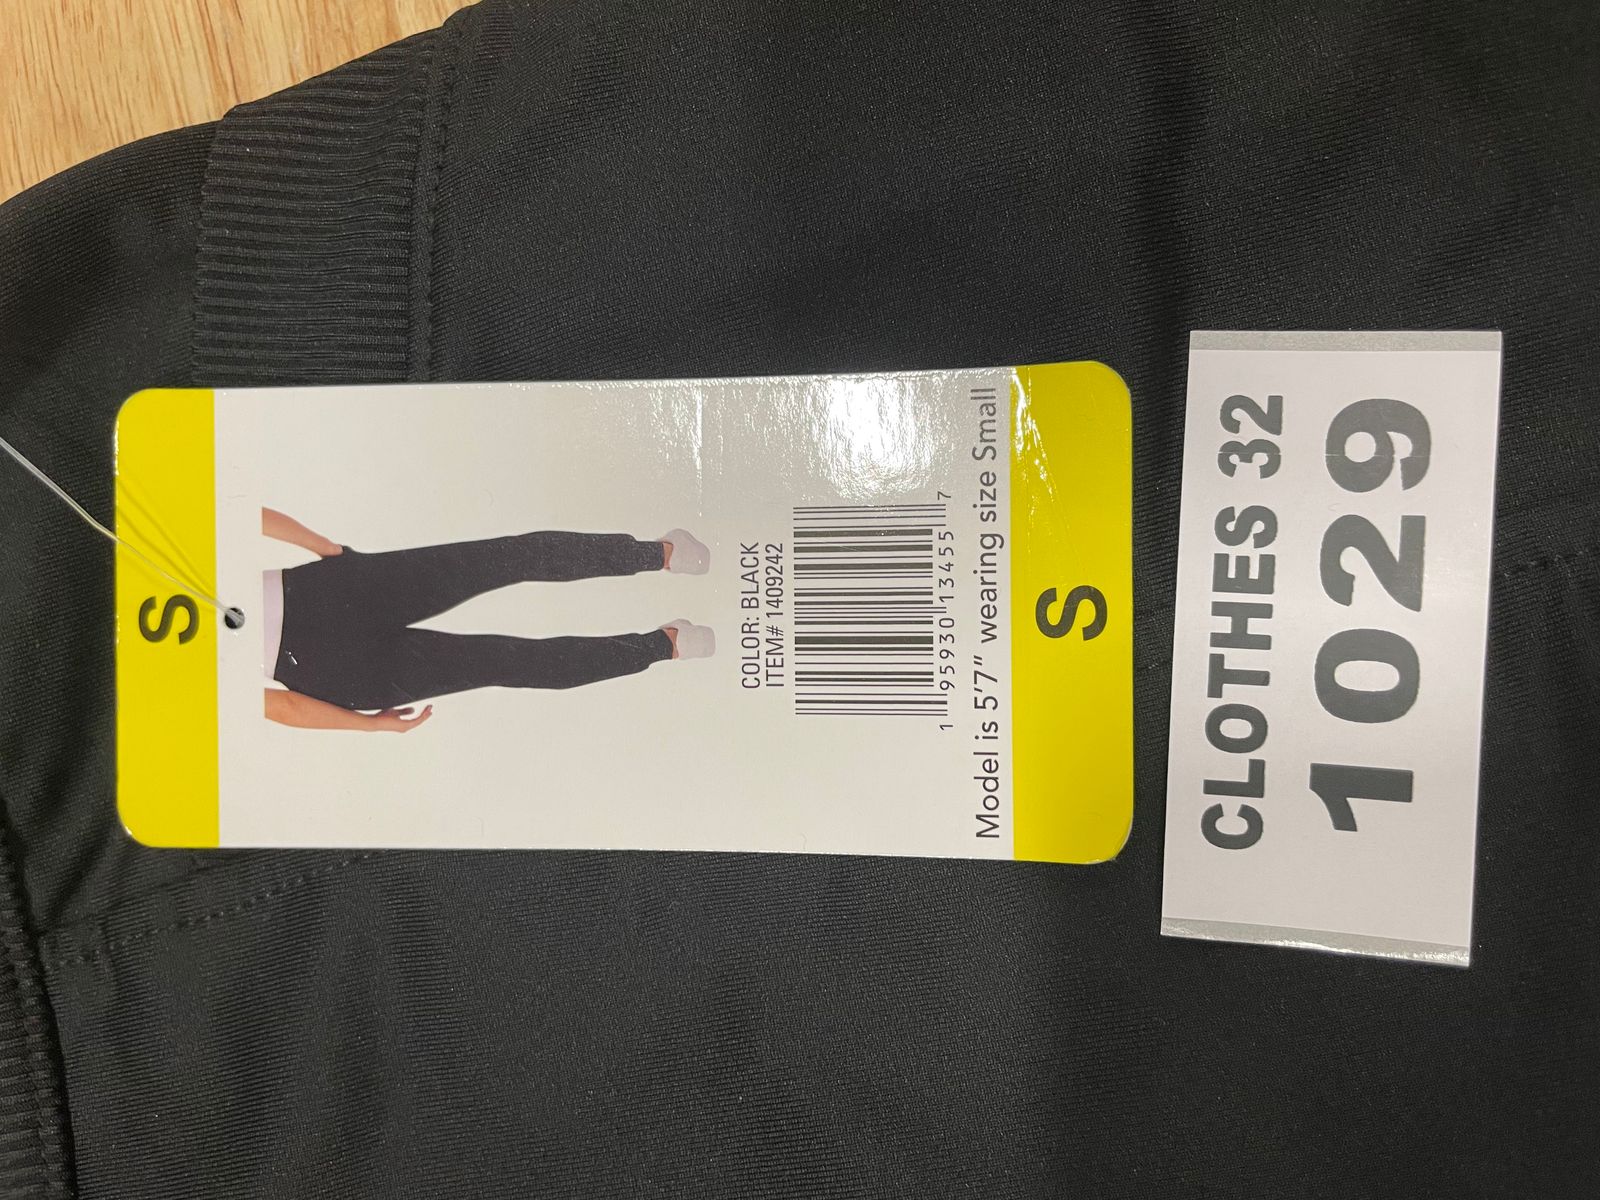 S
COLOR: BLACK
ITEM# 1409242
1 95930 13455 7
Model is 5'7" wearing size Small
S
CLOTHES 32
1029